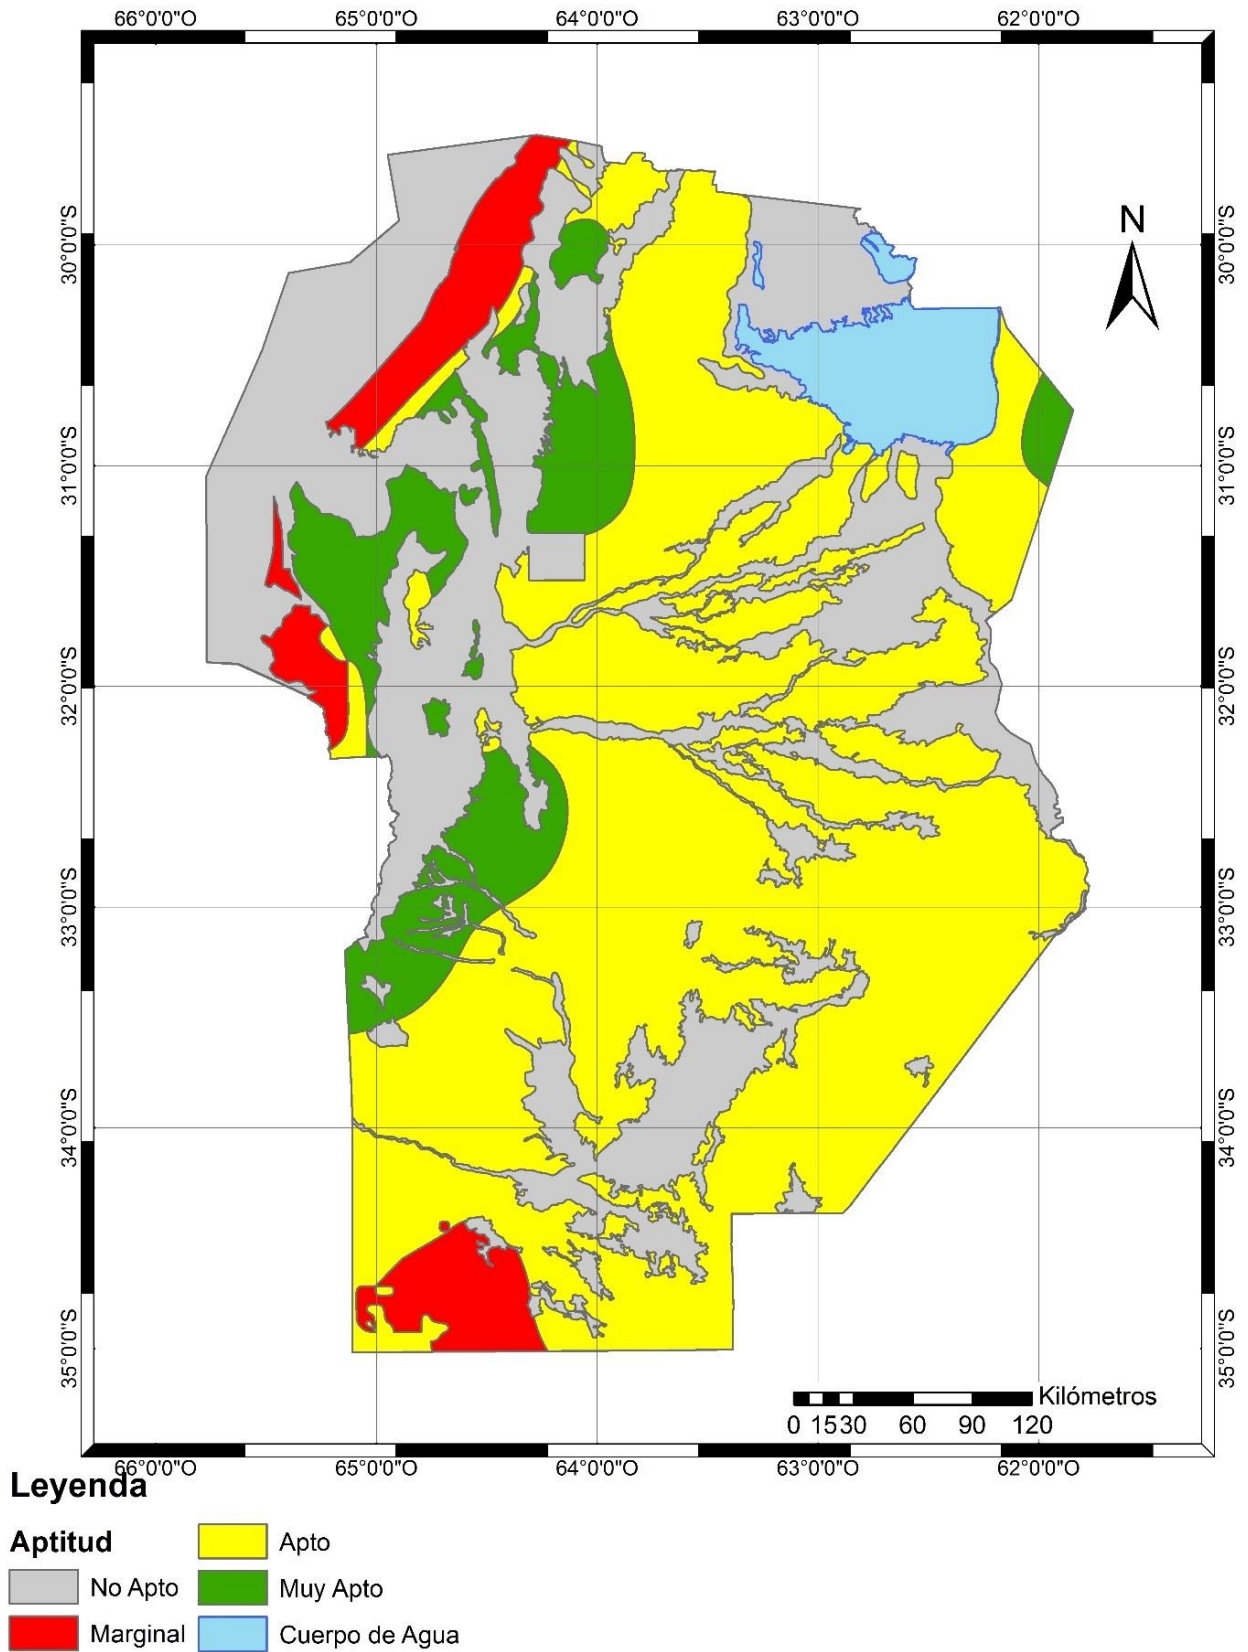 66°0'0"O 65°0'0"O 64°0'0"O 63°0'0"O 62°0'0"O
N
30°0'0"S 30°0'0"S
31°0'0"S 31°0'0"S
32°0'0"S 32°0'0"S
33°0'0"S 33°0'0"S
34°0'0"S 34°0'0"S
35°0'0"S 35°0'0"S
Kilómetros
0 15 30 60 90 120
66°0'0"O 65°0'0"O 64°0'0"O 63°0'0"O 62°0'0"O
Leyenda
Aptitud
No Apto
Marginal
Apto
Muy Apto
Cuerpo de Agua